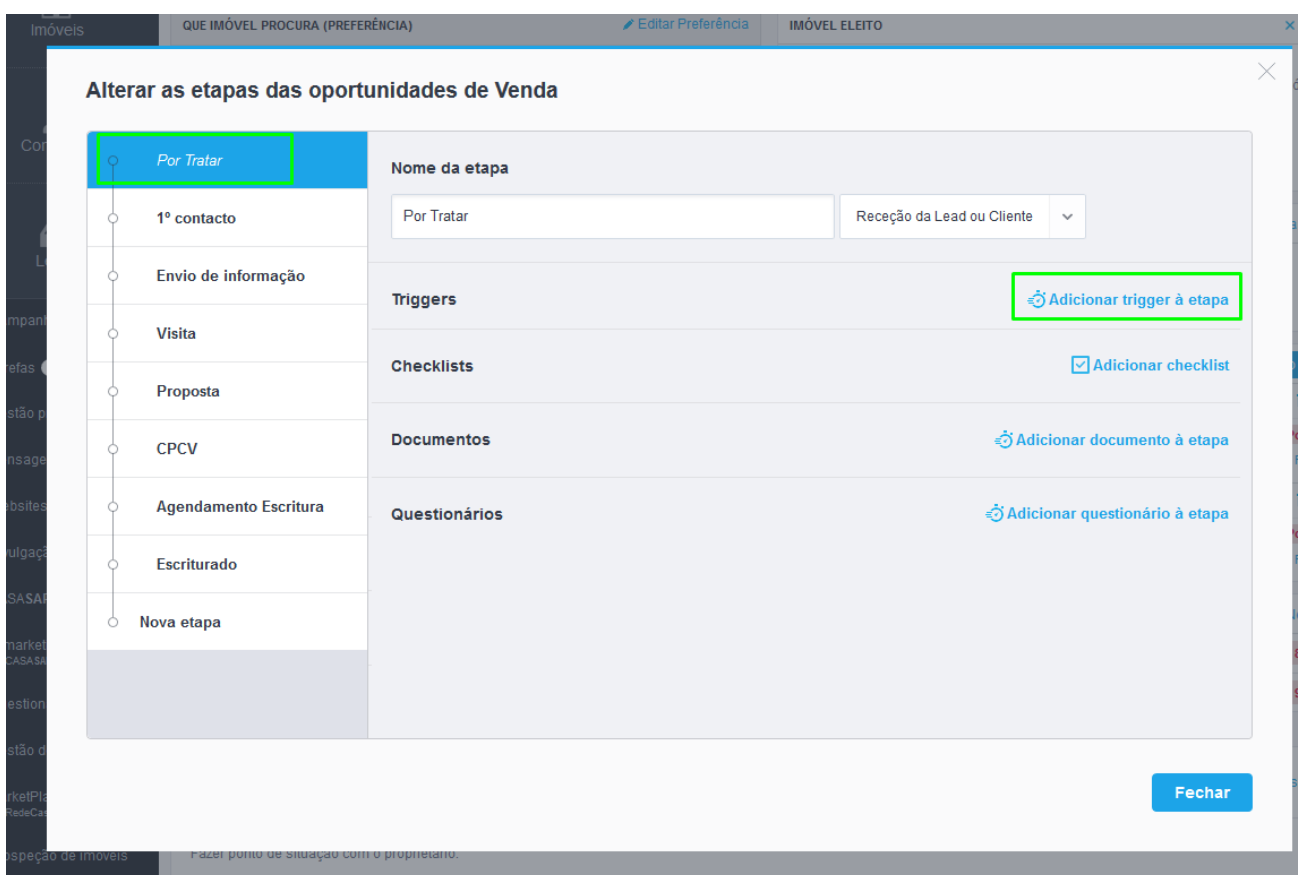 Imóveis
QUE IMÓVEL PROCURA (PREFERÊNCIA)
Editar Preferência
IMÓVEL ELEITO
Alterar as etapas das oportunidades de Venda
Por Tratar
1º contacto
Envio de informação
Visita
Proposta
CPCV
Agendamento Escritura
Escriturado
Nova etapa
Nome da etapa
Por Tratar
Receção da Lead ou Cliente
Triggers
Adicionar trigger à etapa
Checklists
Adicionar checklist
Documentos
Adicionar documento à etapa
Questionários
Adicionar questionário à etapa
Fechar
ospeção de imóveis
Fazer ponto de situação com o proprietário.